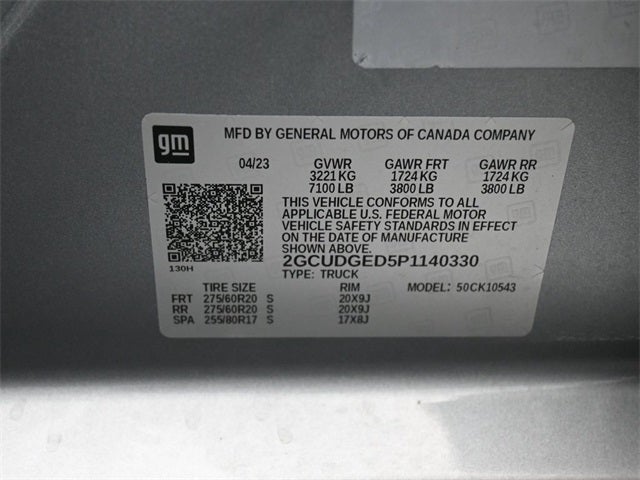 gm
MFD BY GENERAL MOTORS OF CANADA COMPANY
04/23 GVWR GAWR FRT GAWR RR
3221 KG 1724 KG 1724 KG
7100 LB 3800 LB 3800 LB
THIS VEHICLE CONFORMS TO ALL
APPLICABLE U.S. FEDERAL MOTOR
VEHICLE SAFETY STANDARDS IN EFFECT
ON THE DATE OF MANUFACTURE
SHOWN ABOVE.
130H
2GCUDGED5P1140330
TYPE: TRUCK
TIRE SIZE RIM MODEL: 50CK10543
FRT 275/60R20 S 20X9J
RR 275/60R20 S 20X9J
SPA 255/80R17 S 17X8J